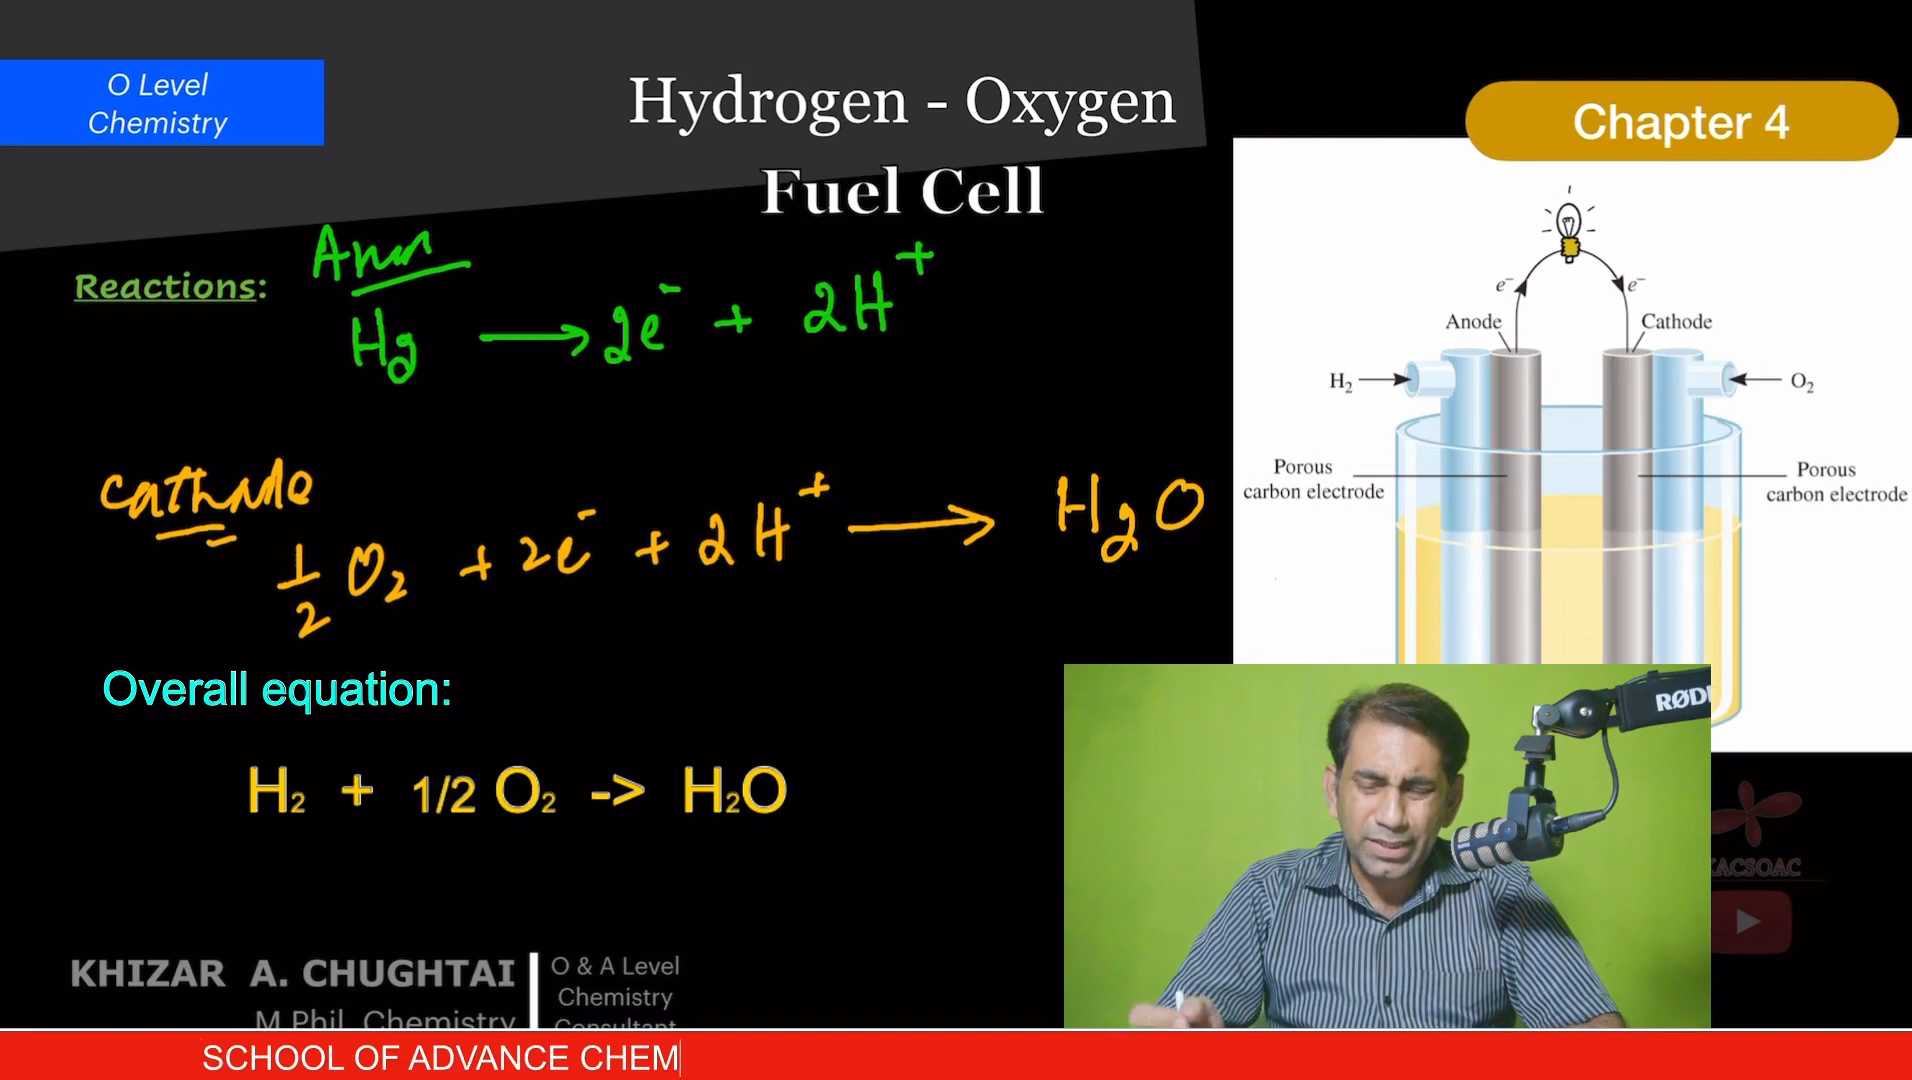 O Level
Chemistry
Hydrogen - Oxygen
Fuel Cell
Chapter 4
Reactions:
H₂ ⟶ 2e⁻ + 2H⁺
Cathode
1/2 O₂ + 2e⁻ + 2H⁺ ⟶ H₂O
Overall equation:
H₂ + 1/2 O₂ -> H₂O
e⁻ e⁻
Anode Cathode
H₂ O₂
Porous
carbon electrode
Porous
carbon electrode
RØDE
KACSOAC
KHIZAR A. CHUGHTAI
M Phil. Chemistry
O & A Level
Chemistry
Consultant
SCHOOL OF ADVANCE CHEM